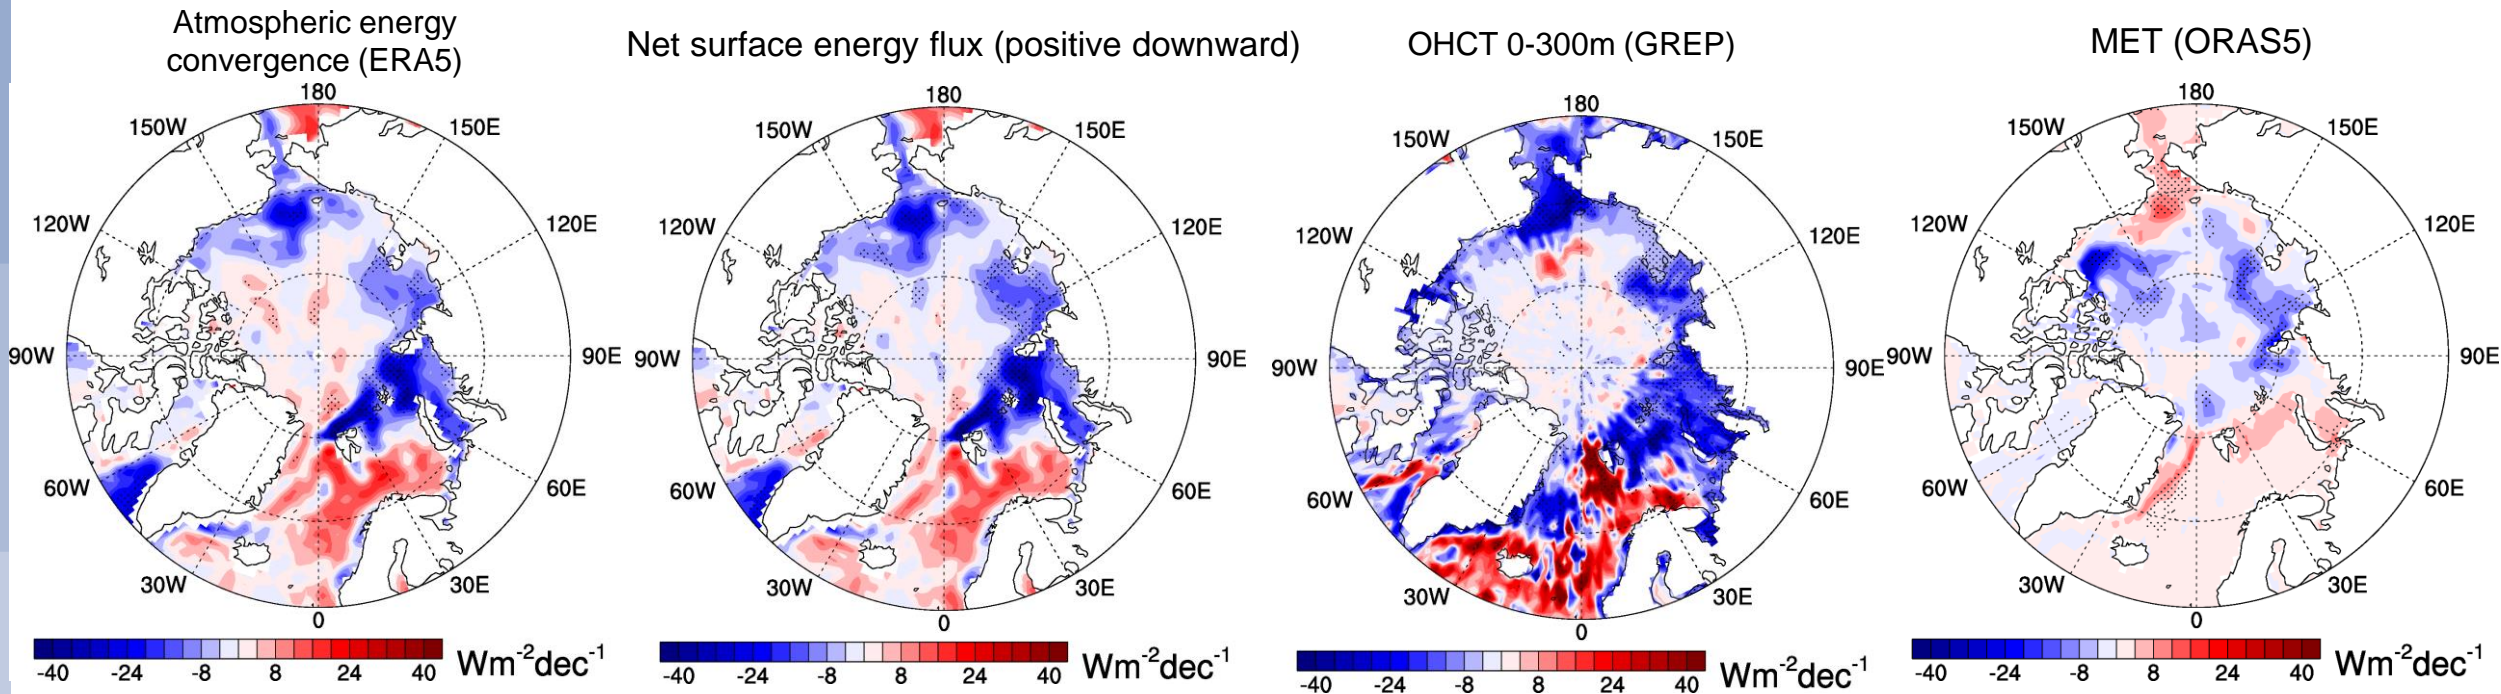 Atmospheric energy
convergence (ERA5)
180
150W
150E
120W
120E
90W
90E
60W
60E
30W
30E
0
-40 -24 -8 8 24 40
Wm⁻²dec⁻¹
Net surface energy flux (positive downward)
180
150W
150E
120W
120E
90W
90E
60W
60E
30W
30E
0
-40 -24 -8 8 24 40
Wm⁻²dec⁻¹
OHCT 0-300m (GREP)
180
150W
150E
120W
120E
90W
90E
60W
60E
30W
30E
0
-40 -24 -8 8 24 40
Wm⁻²dec⁻¹
MET (ORAS5)
180
150W
150E
120W
120E
90W
90E
60W
60E
30W
30E
0
-40 -24 -8 8 24 40
Wm⁻²dec⁻¹